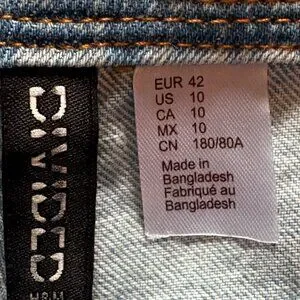 DIVIDED
H&M
EUR 42
US 10
CA 10
MX 10
CN 180/80A
Made in
Bangladesh
Fabriqué au
Bangladesh